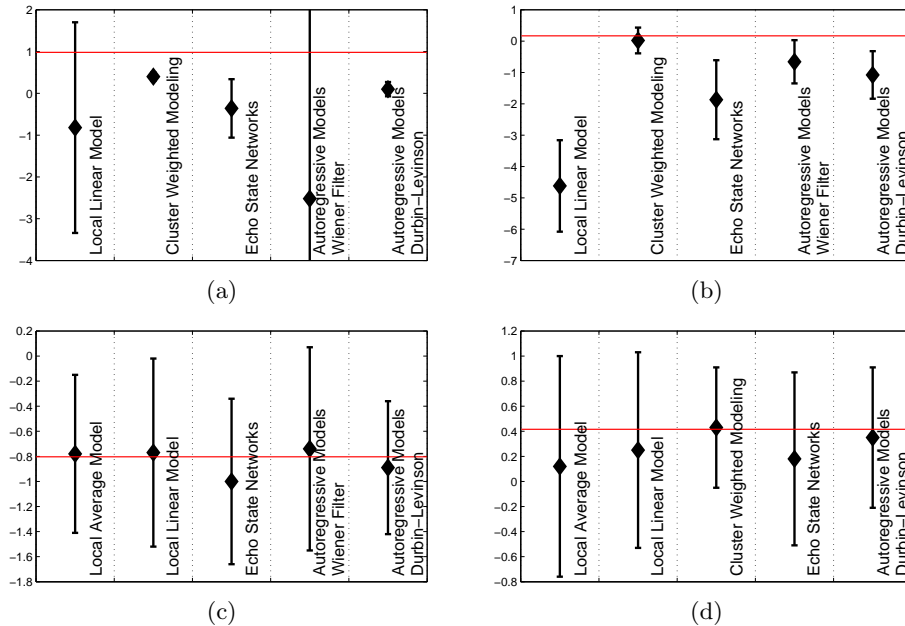 2
1
0
−1
−2
−3
−4
Local Linear Model
Cluster Weighted Modeling
Echo State Networks
Autoregressive Models
Wiener Filter
Autoregressive Models
Durbin−Levinson
(a)
1
0
−1
−2
−3
−4
−5
−6
−7
Local Linear Model
Cluster Weighted Modeling
Echo State Networks
Autoregressive Models
Wiener Filter
Autoregressive Models
Durbin−Levinson
(b)
0.2
0
−0.2
−0.4
−0.6
−0.8
−1
−1.2
−1.4
−1.6
−1.8
Local Average Model
Local Linear Model
Echo State Networks
Autoregressive Models
Wiener Filter
Autoregressive Models
Durbin−Levinson
(c)
1.2
1
0.8
0.6
0.4
0.2
0
−0.2
−0.4
−0.6
−0.8
Local Average Model
Local Linear Model
Cluster Weighted Modeling
Echo State Networks
Autoregressive Models
Durbin−Levinson
(d)